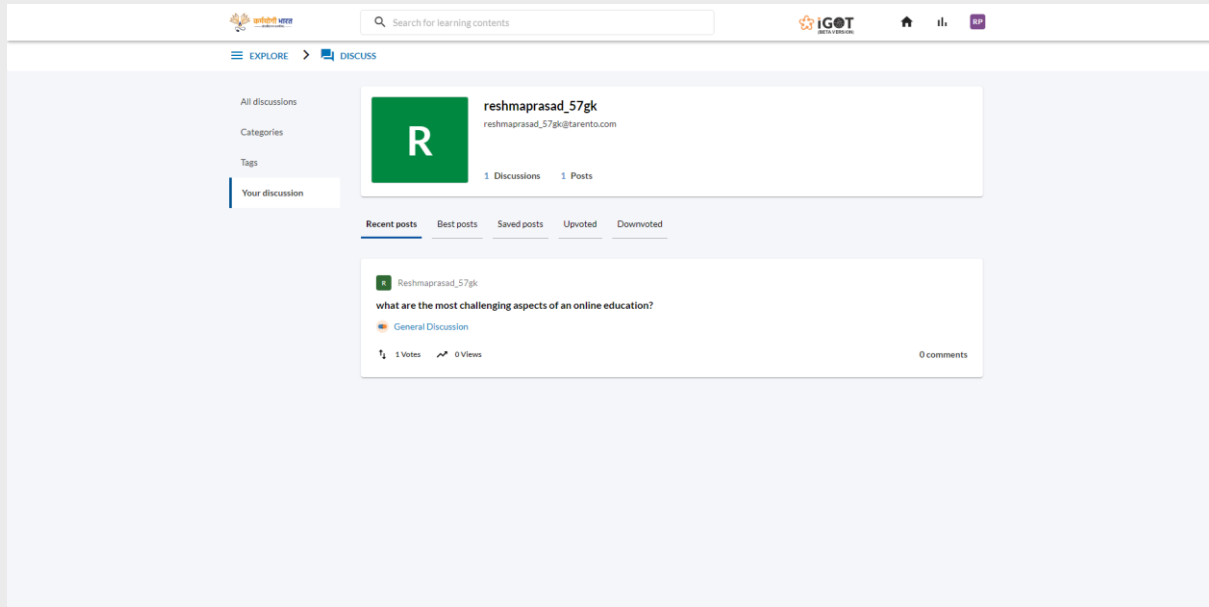 कर्मयोगी भारत
Search for learning contents
iGOT
(BETA VERSION)
RP
EXPLORE
DISCUSS
All discussions
Categories
Tags
Your discussion
R
reshmaprasad_57gk
reshmaprasad_57gk@tarento.com
1 Discussions 1 Posts
Recent posts Best posts Saved posts Upvoted Downvoted
R Reshmaprasad_57gk
what are the most challenging aspects of an online education?
General Discussion
1 Votes 0 Views 0 comments